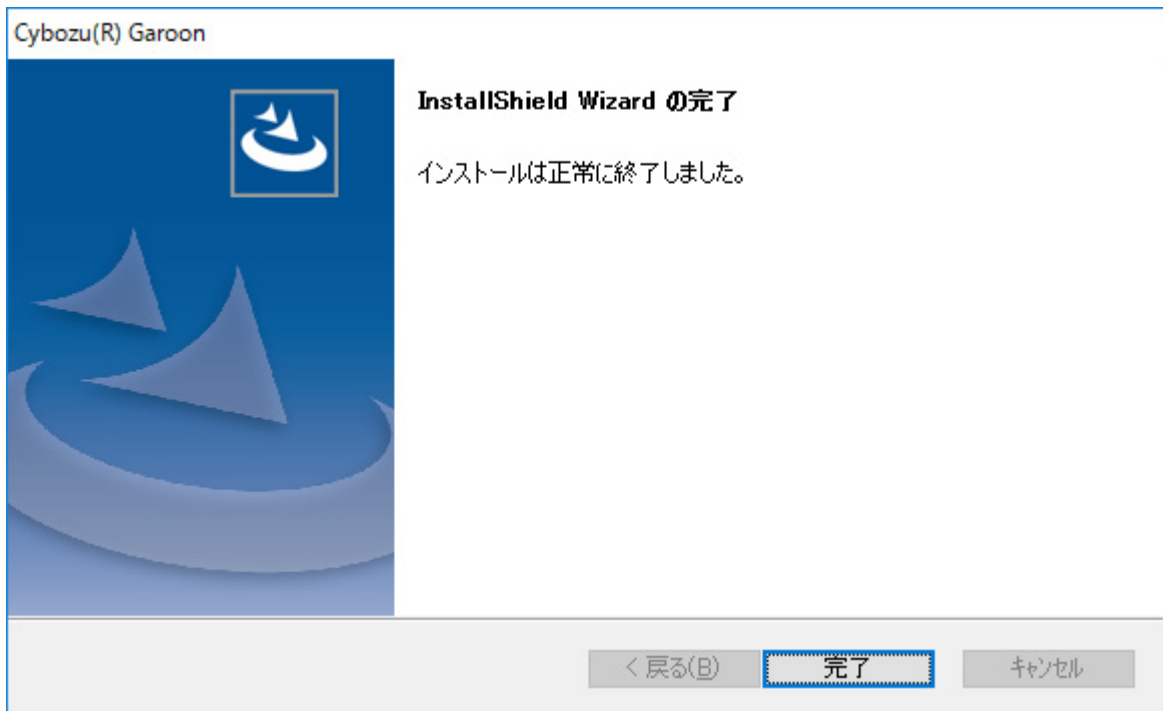 Cybozu(R) Garoon
InstallShield Wizard の完了
インストールは正常に終了しました。
< 戻る(B)
完了
キャンセル